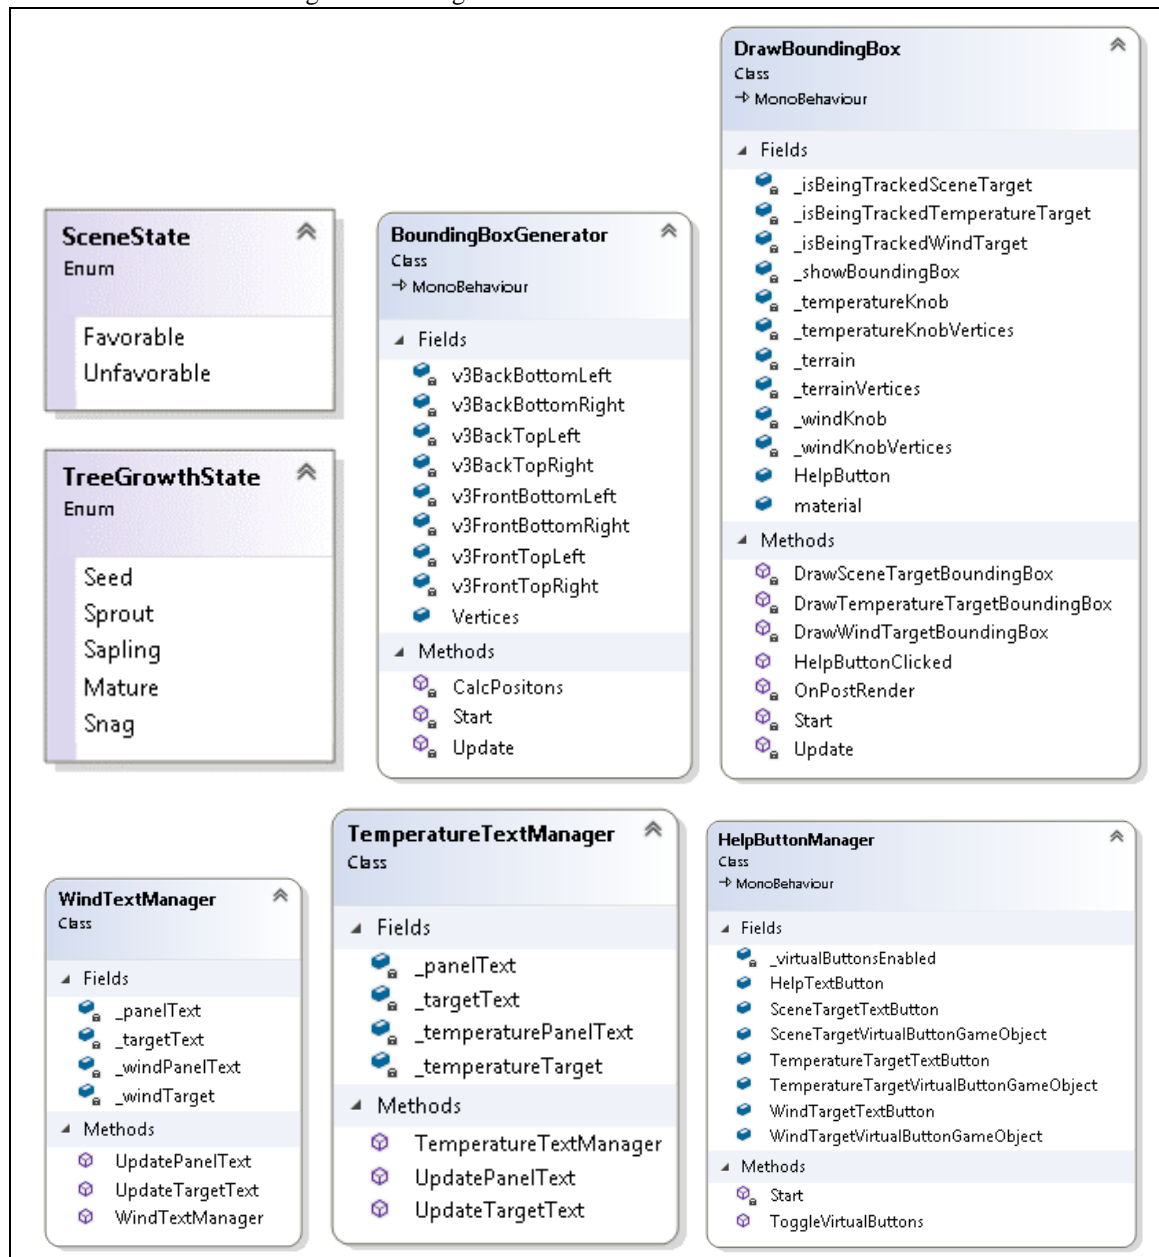 DrawBoundingBox
Class
MonoBehaviour
Fields
_isBeingTrackedSceneTarget
_isBeingTrackedTemperatureTarget
_isBeingTrackedWindTarget
_showBoundingBox
_temperatureKnob
_temperatureKnobVertices
_terrain
_terrainVertices
_windKnob
_windKnobVertices
HelpButton
material
Methods
DrawSceneTargetBoundingBox
DrawTemperatureTargetBoundingBox
DrawWindTargetBoundingBox
HelpButtonClicked
OnPostRender
Start
Update
SceneState
Enum
Favorable
Unfavorable
TreeGrowthState
Enum
Seed
Sprout
Sapling
Mature
Snag
BoundingBoxGenerator
Class
MonoBehaviour
Fields
v3BackBottomLeft
v3BackBottomRight
v3BackTopLeft
v3BackTopRight
v3FrontBottomLeft
v3FrontBottomRight
v3FrontTopLeft
v3FrontTopRight
Vertices
Methods
CalcPositons
Start
Update
WindTextManager
Class
Fields
_panelText
_targetText
_windPanelText
_windTarget
Methods
UpdatePanelText
UpdateTargetText
WindTextManager
TemperatureTextManager
Class
Fields
_panelText
_targetText
_temperaturePanelText
_temperatureTarget
Methods
TemperatureTextManager
UpdatePanelText
UpdateTargetText
HelpButtonManager
Class
MonoBehaviour
Fields
_virtualButtonsEnabled
HelpTextButton
SceneTargetTextButton
SceneTargetVirtualButtonGameObject
TemperatureTargetTextButton
TemperatureTargetVirtualButtonGameObject
WindTargetTextButton
WindTargetVirtualButtonGameObject
Methods
Start
ToggleVirtualButtons